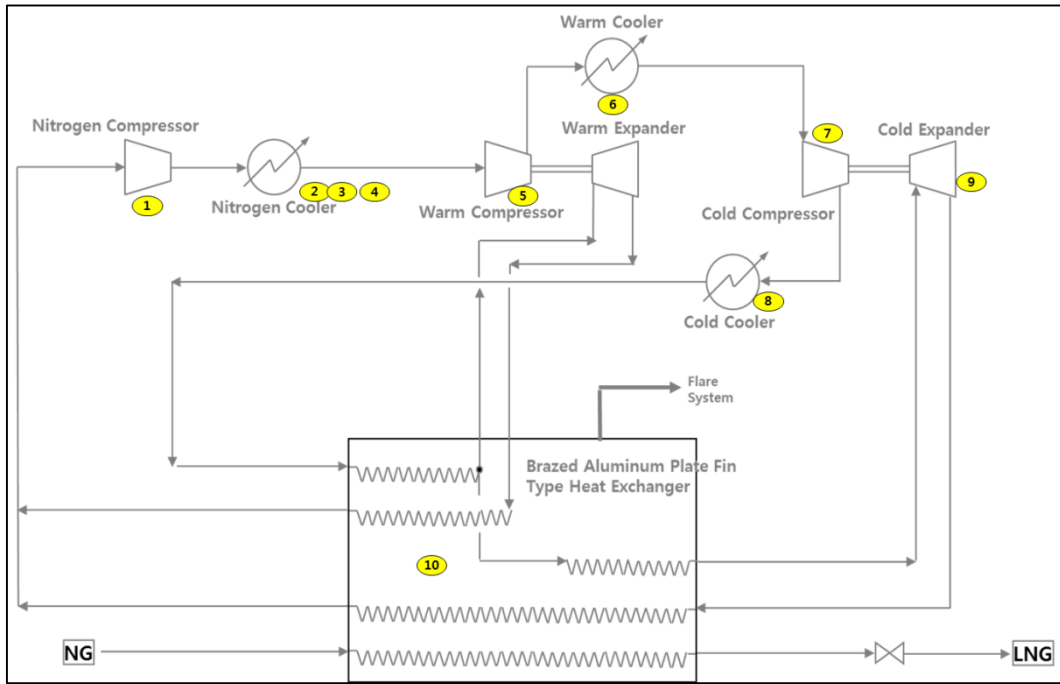 Warm Cooler
6
Nitrogen Compressor
Warm Expander
7
Cold Expander
1
2 3 4
Nitrogen Cooler
5
Warm Compressor
9
Cold Compressor
8
Cold Cooler
Flare
System
Brazed Aluminum Plate Fin
Type Heat Exchanger
10
NG
LNG